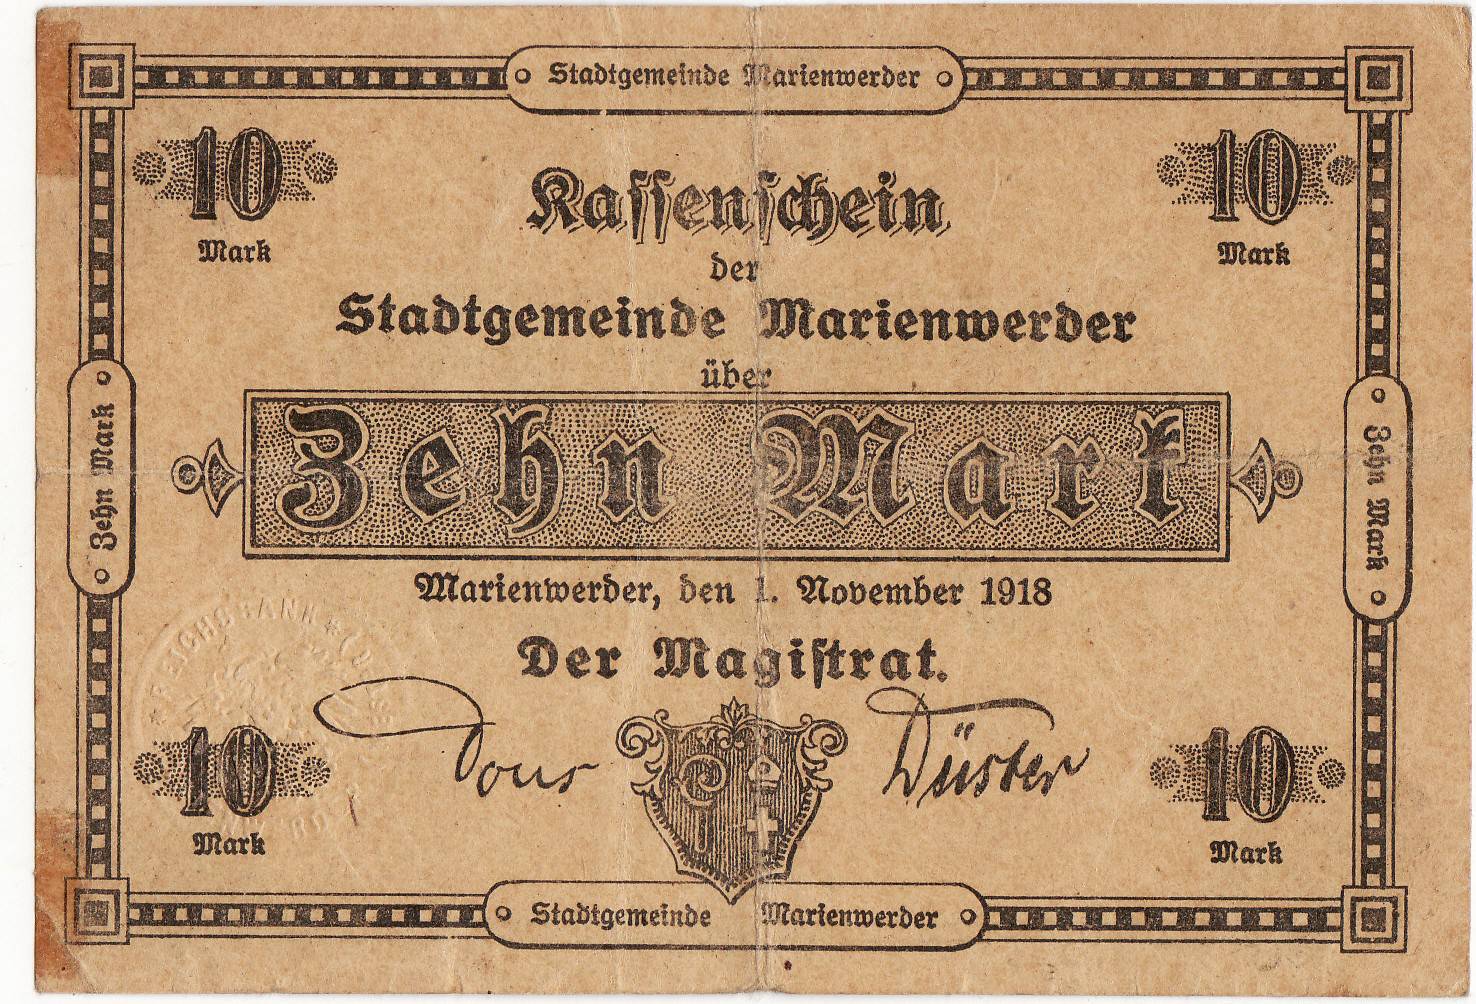 Stadtgemeinde Marienwerder
10 10
Mark Mark
Kassenschein
der
Stadtgemeinde Marienwerder
über
Zehn Mark
Zehn Mark
Zehn Mark
Marienwerder, den 1. November 1918
Der Magistrat.
REICHSBANK
Düster
10 10
Mark Mark
Stadtgemeinde Marienwerder